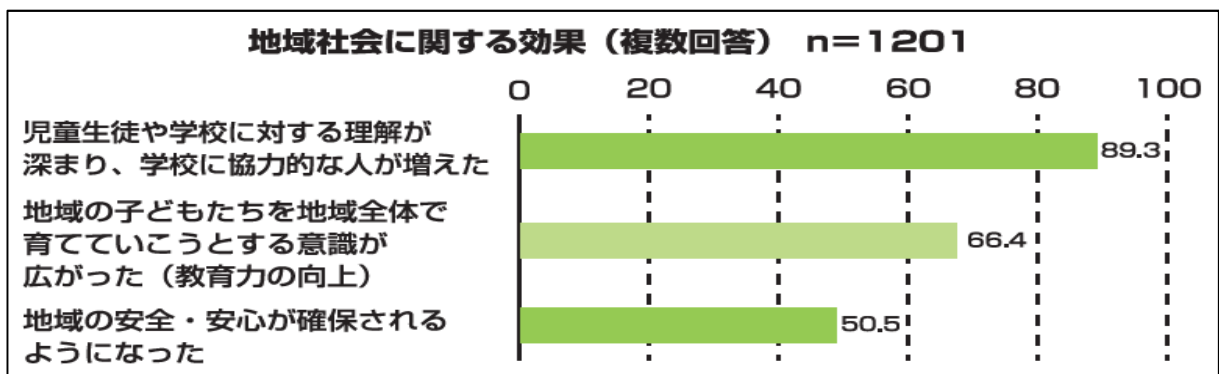 地域社会に関する効果（複数回答） n=1201
0 20 40 60 80 100
児童生徒や学校に対する理解が
深まり、学校に協力的な人が増えた
89.3
地域の子どもたちを地域全体で
育てていこうとする意識が
広がった（教育力の向上）
66.4
地域の安全・安心が確保される
ようになった
50.5